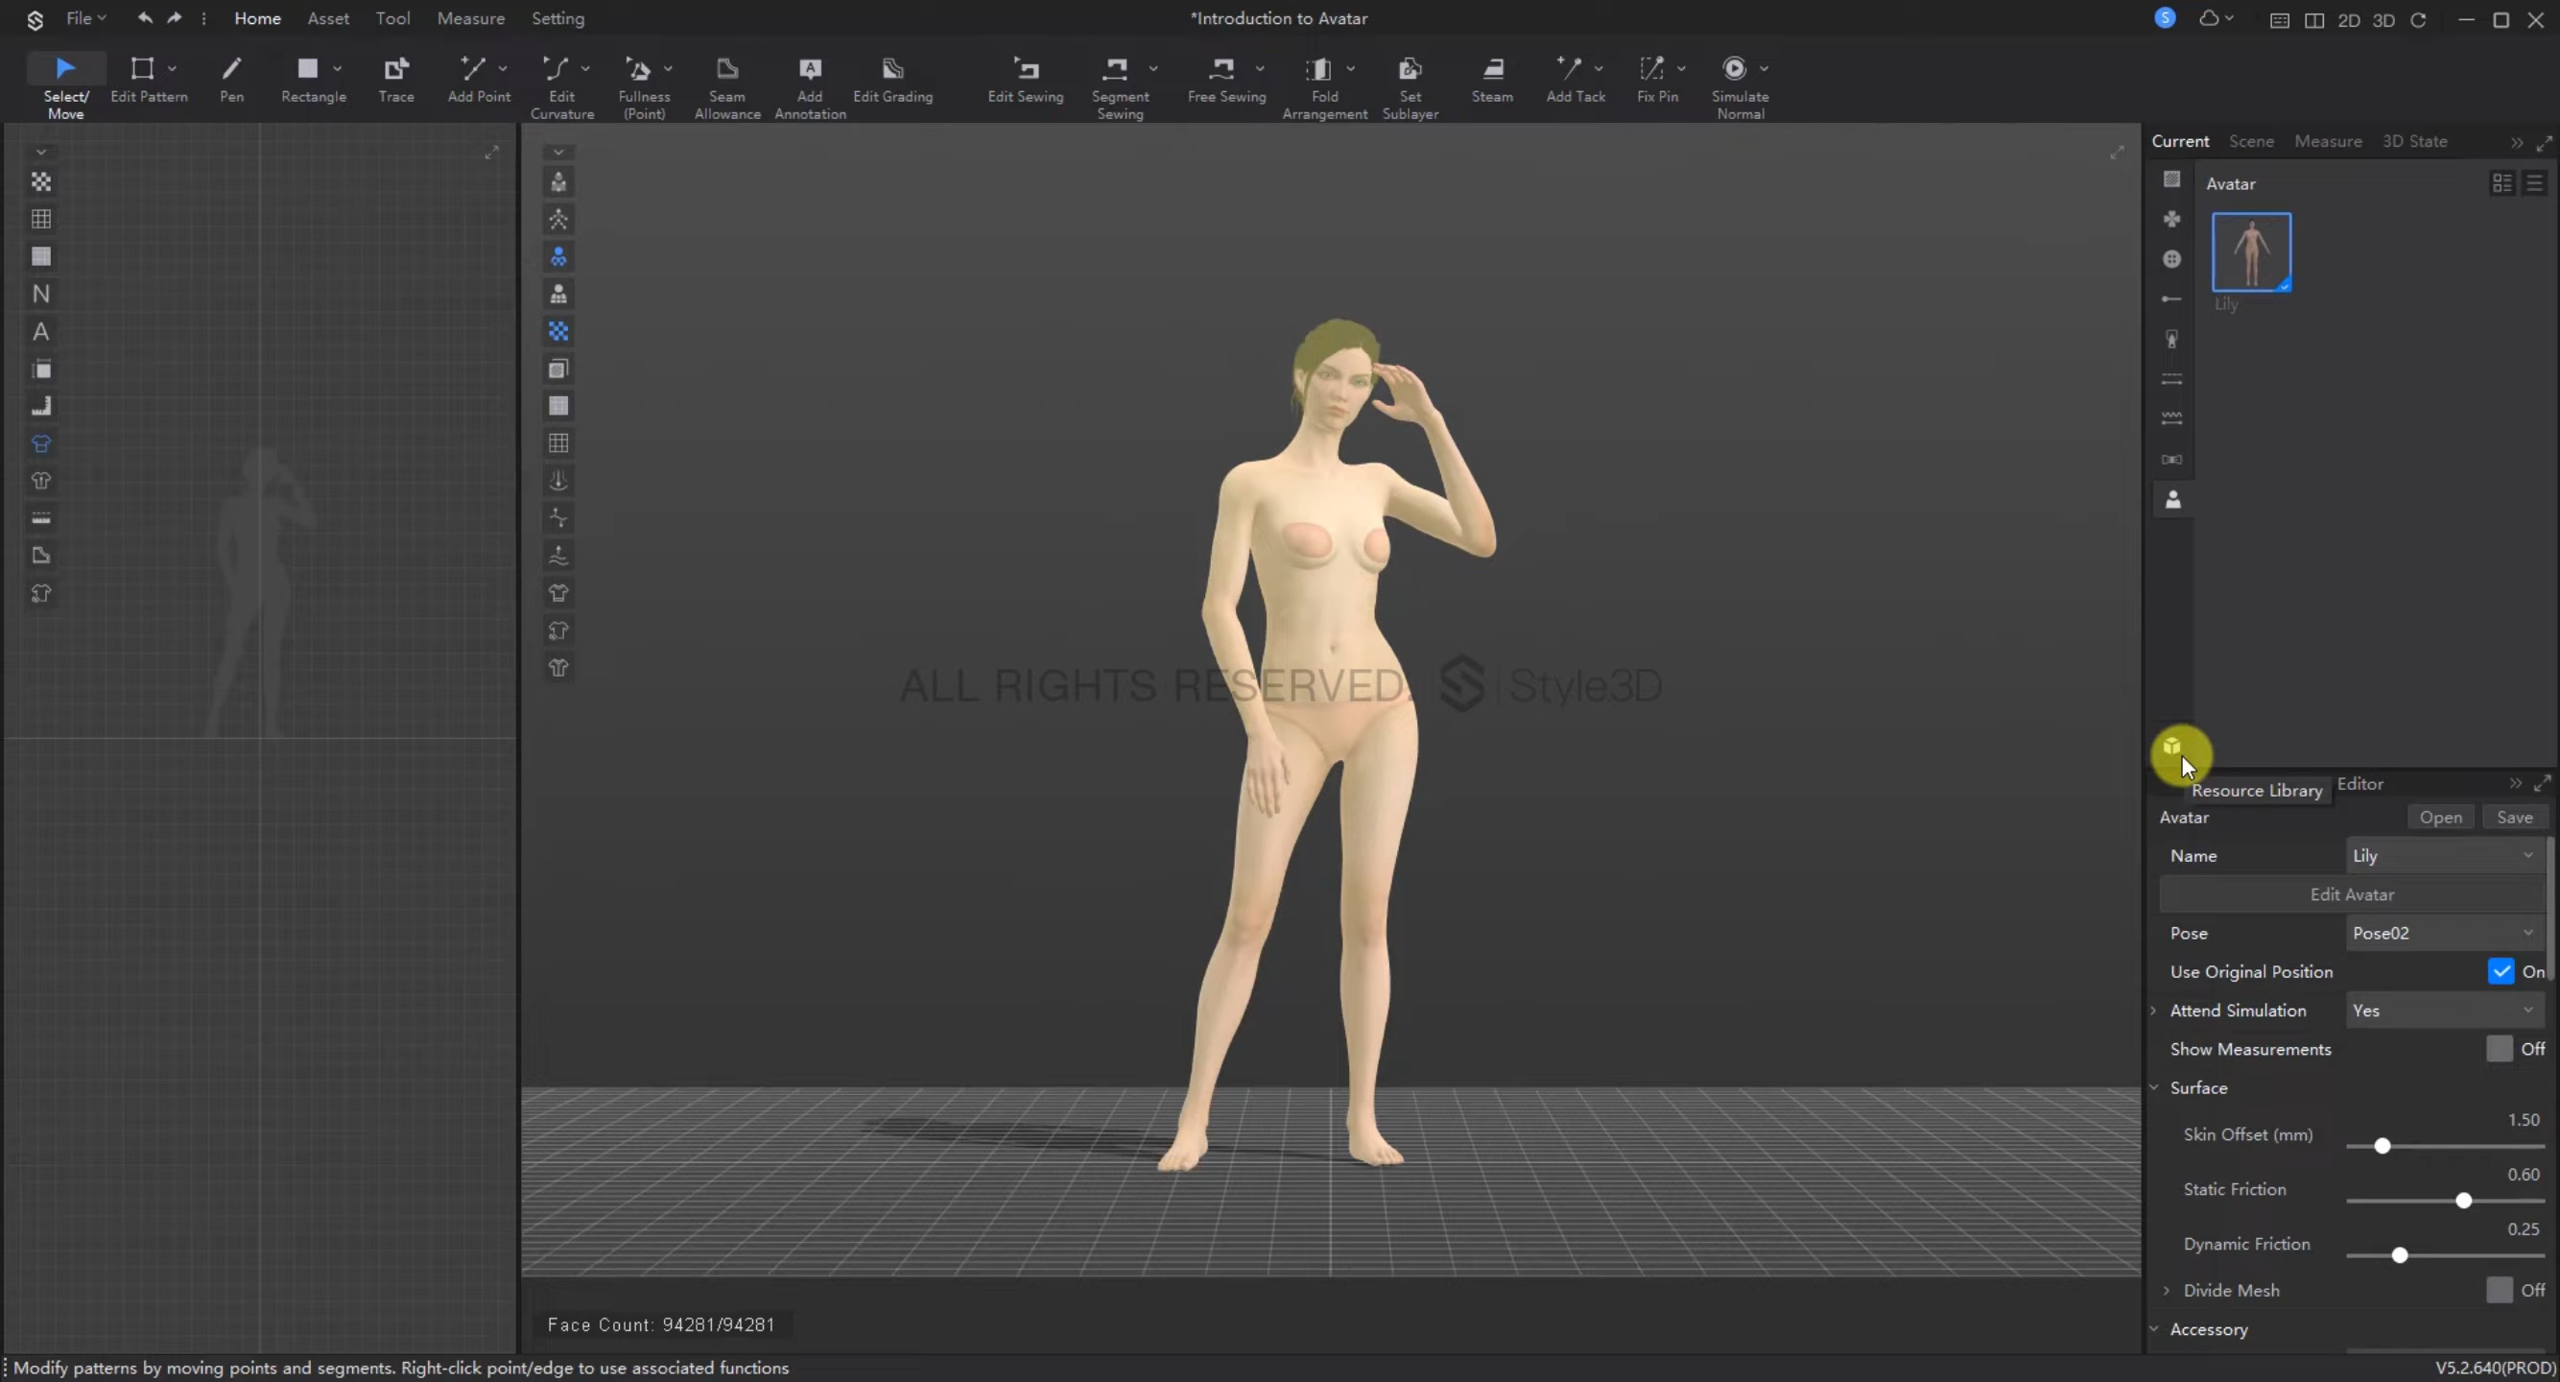 File
Home Asset Tool Measure Setting
*Introduction to Avatar
S
2D 3D
Select/
Move
Edit Pattern
Pen
Rectangle
Trace
Add Point
Edit
Curvature
Fullness
(Point)
Seam
Allowance
Add
Annotation
Edit Grading
Edit Sewing
Segment
Sewing
Free Sewing
Fold
Arrangement
Set
Sublayer
Steam
Add Tack
Fix Pin
Simulate
Normal
N
A
Current Scene Measure 3D State
Avatar
Lily
ALL RIGHTS RESERVED. Style3D
Resource Library Editor
Avatar Open Save
Name Lily
Edit Avatar
Pose Pose02
Use Original Position On
Attend Simulation Yes
Show Measurements Off
Surface
1.50
Skin Offset (mm)
0.60
Static Friction
0.25
Dynamic Friction
Divide Mesh Off
Accessory
Face Count: 94281/94281
Modify patterns by moving points and segments. Right-click point/edge to use associated functions
V5.2.640(PROD)